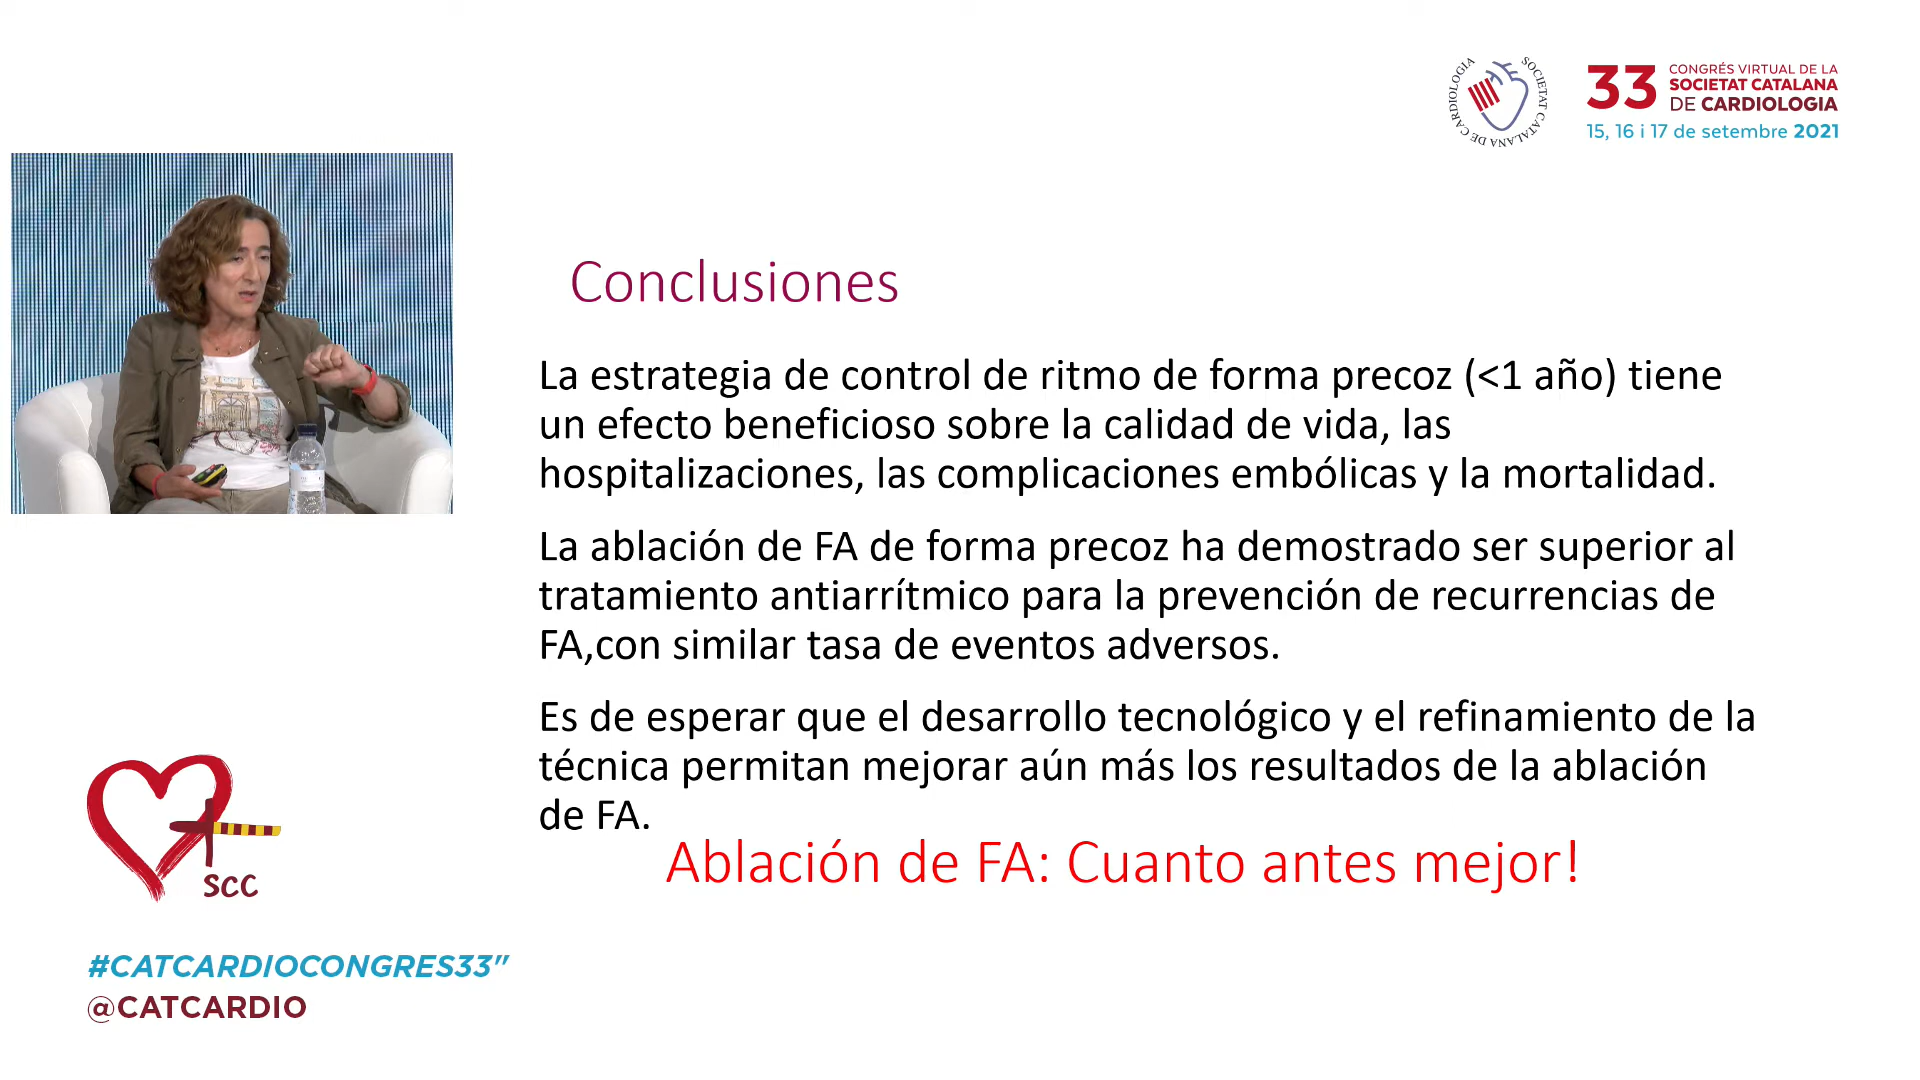 SOCIETAT CATALANA DE CARDIOLOGIA
33
CONGRÉS VIRTUAL DE LA
SOCIETAT CATALANA
DE CARDIOLOGIA
15, 16 i 17 de setembre 2021
Conclusiones
La estrategia de control de ritmo de forma precoz (<1 año) tiene
un efecto beneficioso sobre la calidad de vida, las
hospitalizaciones, las complicaciones embólicas y la mortalidad.
La ablación de FA de forma precoz ha demostrado ser superior al
tratamiento antiarrítmico para la prevención de recurrencias de
FA,con similar tasa de eventos adversos.
Es de esperar que el desarrollo tecnológico y el refinamiento de la
técnica permitan mejorar aún más los resultados de la ablación
de FA.
Ablación de FA: Cuanto antes mejor!
SCC
#CATCARDIOCONGRES33"
@CATCARDIO